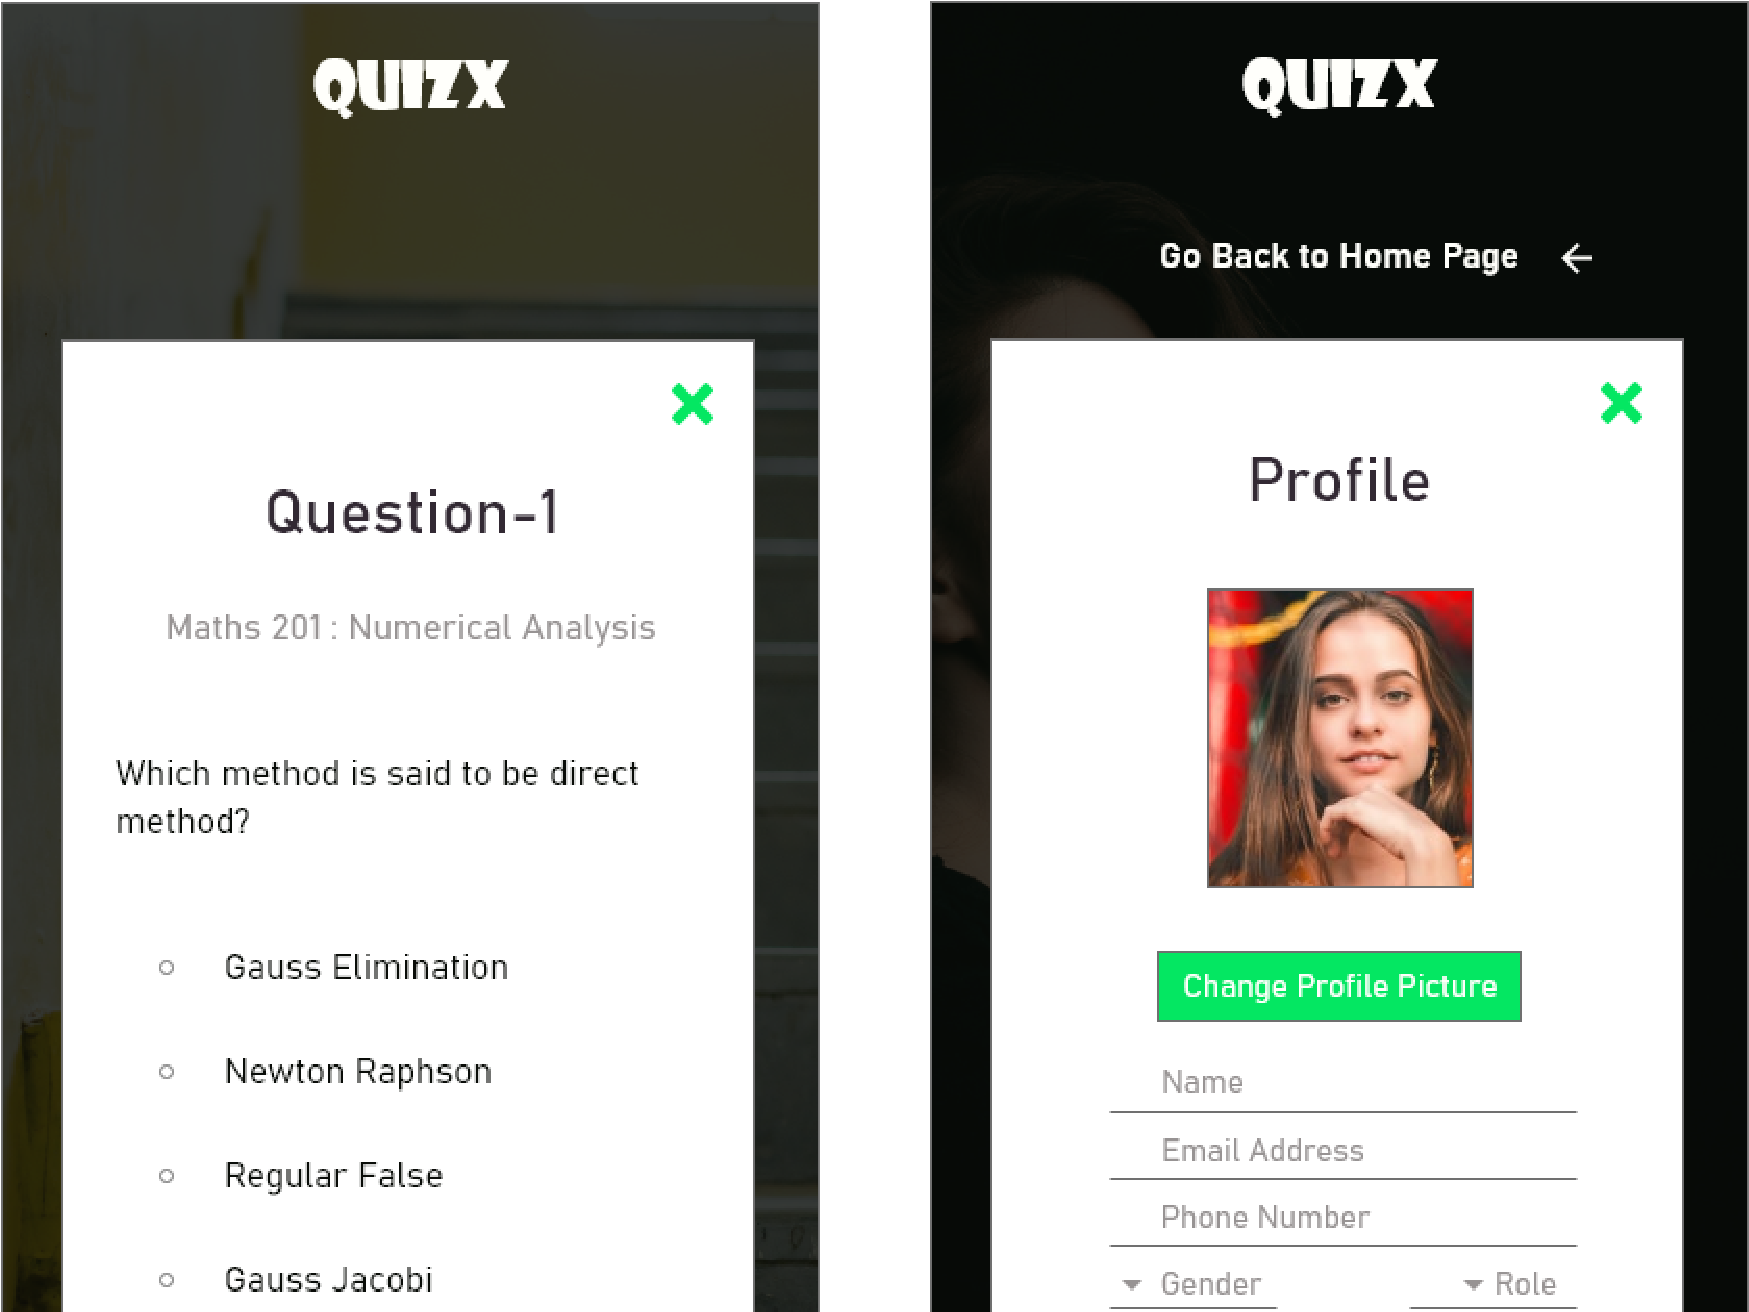 QUIZX
Question-1
Maths 201 : Numerical Analysis
Which method is said to be direct
method?
Gauss Elimination
Newton Raphson
Regular False
Gauss Jacobi
QUIZX
Go Back to Home Page
Profile
Change Profile Picture
Name
Email Address
Phone Number
Gender Role